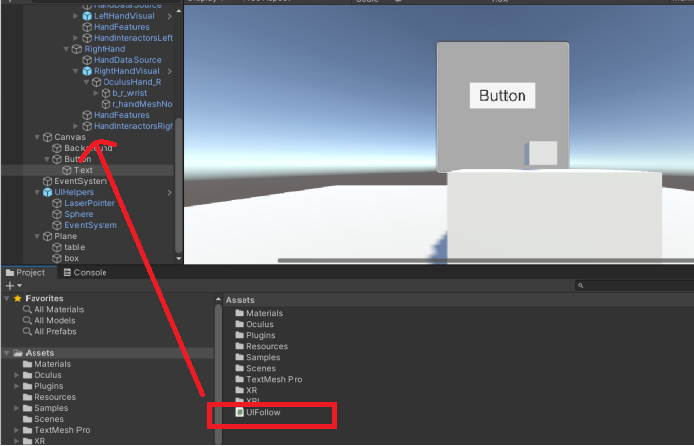 HandDataSource
LeftHandVisual
HandFeatures
HandInteractorsLeft
RightHand
HandDataSource
RightHandVisual
OculusHand_R
b_r_wrist
r_handMeshNo
HandFeatures
HandInteractorsRigh
Canvas
Background
Button
Text
EventSystem
UIHelpers
LaserPointer
Sphere
EventSystem
Plane
table
box
Button
Project
Console
Favorites
All Materials
All Models
All Prefabs
Assets
Materials
Oculus
Plugins
Resources
Samples
Scenes
TextMesh Pro
XR
Assets
Materials
Oculus
Plugins
Resources
Samples
Scenes
TextMesh Pro
XR
UIFollow